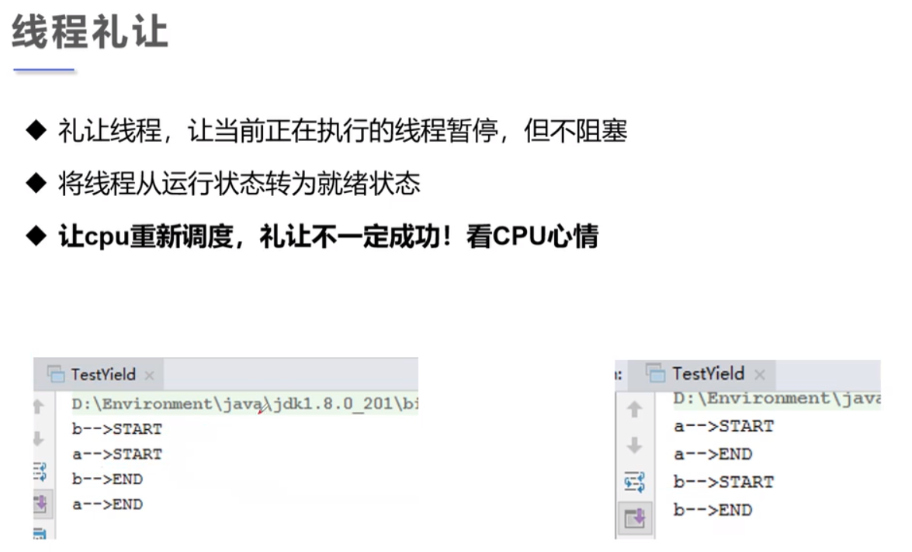 线程礼让
◆ 礼让线程，让当前正在执行的线程暂停，但不阻塞
◆ 将线程从运行状态转为就绪状态
◆ 让cpu重新调度，礼让不一定成功！看CPU心情
TestYield ×
D:\Environment\java\jdk1.8.0_201\bi
b-->START
a-->START
b-->END
a-->END
TestYield ×
D:\Environment\java
a-->START
a-->END
b-->START
b-->END